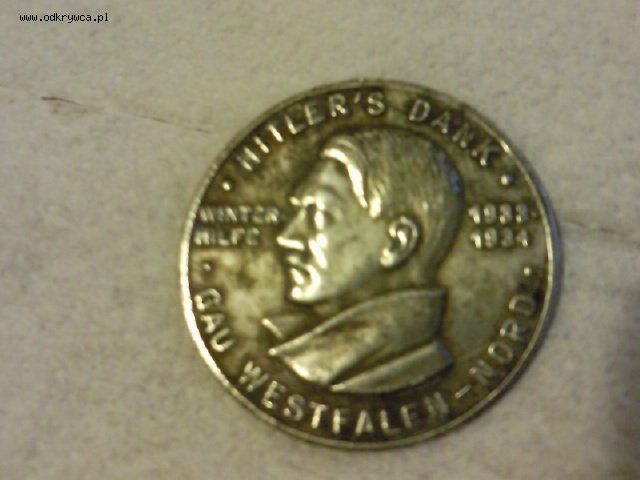 www.odkrywca.pl
· HITLER'S DANK ·
WINTER-
HILFE
1933-
1934
· GAU WESTFALEN-NORD ·